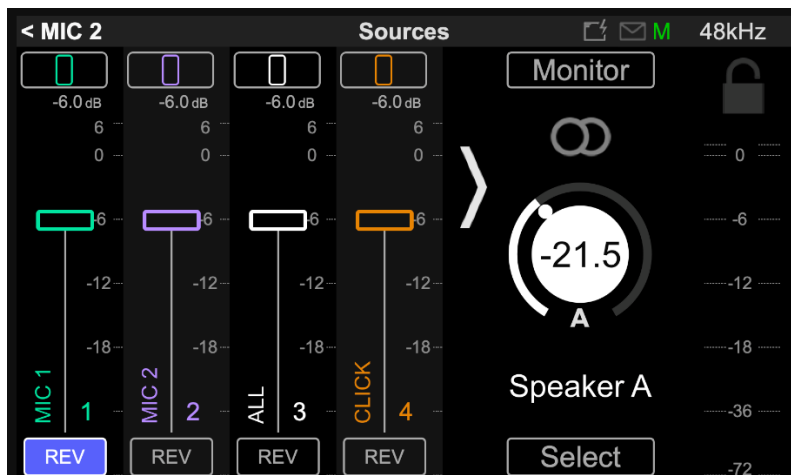 < MIC 2 Sources M 48kHz
-6.0 dB -6.0 dB -6.0 dB -6.0 dB Monitor
6 6 6 6
0 0 0 0 0
-6 -6 -6 -6 -6
-21.5
-12 -12 -12 -12 -12
A
-18 -18 -18 -18 -18
Speaker A
MIC 1 1 MIC 2 2 ALL 3 CLICK 4 -36
REV REV REV REV Select -72